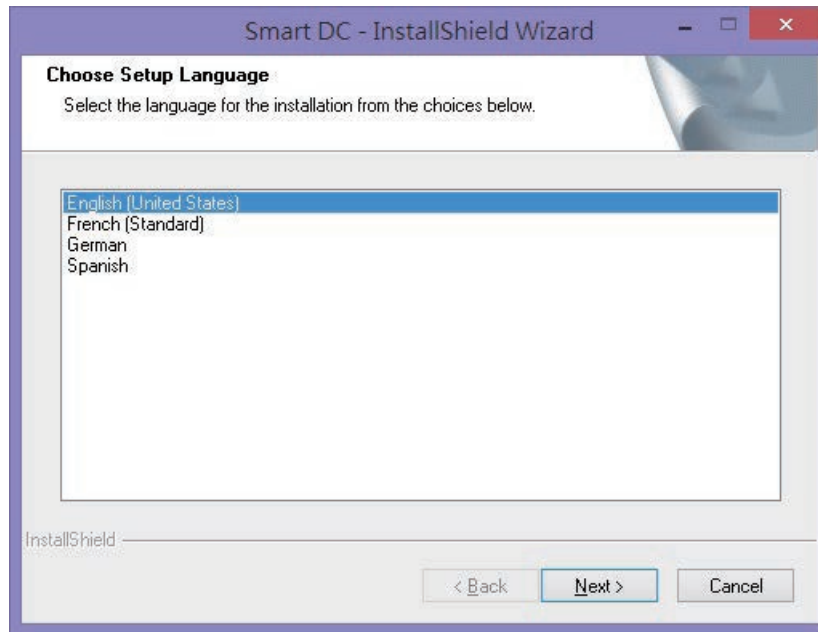 Smart DC - InstallShield Wizard
Choose Setup Language
Select the language for the installation from the choices below.
English (United States)
French (Standard)
German
Spanish
InstallShield
< Back
Next >
Cancel